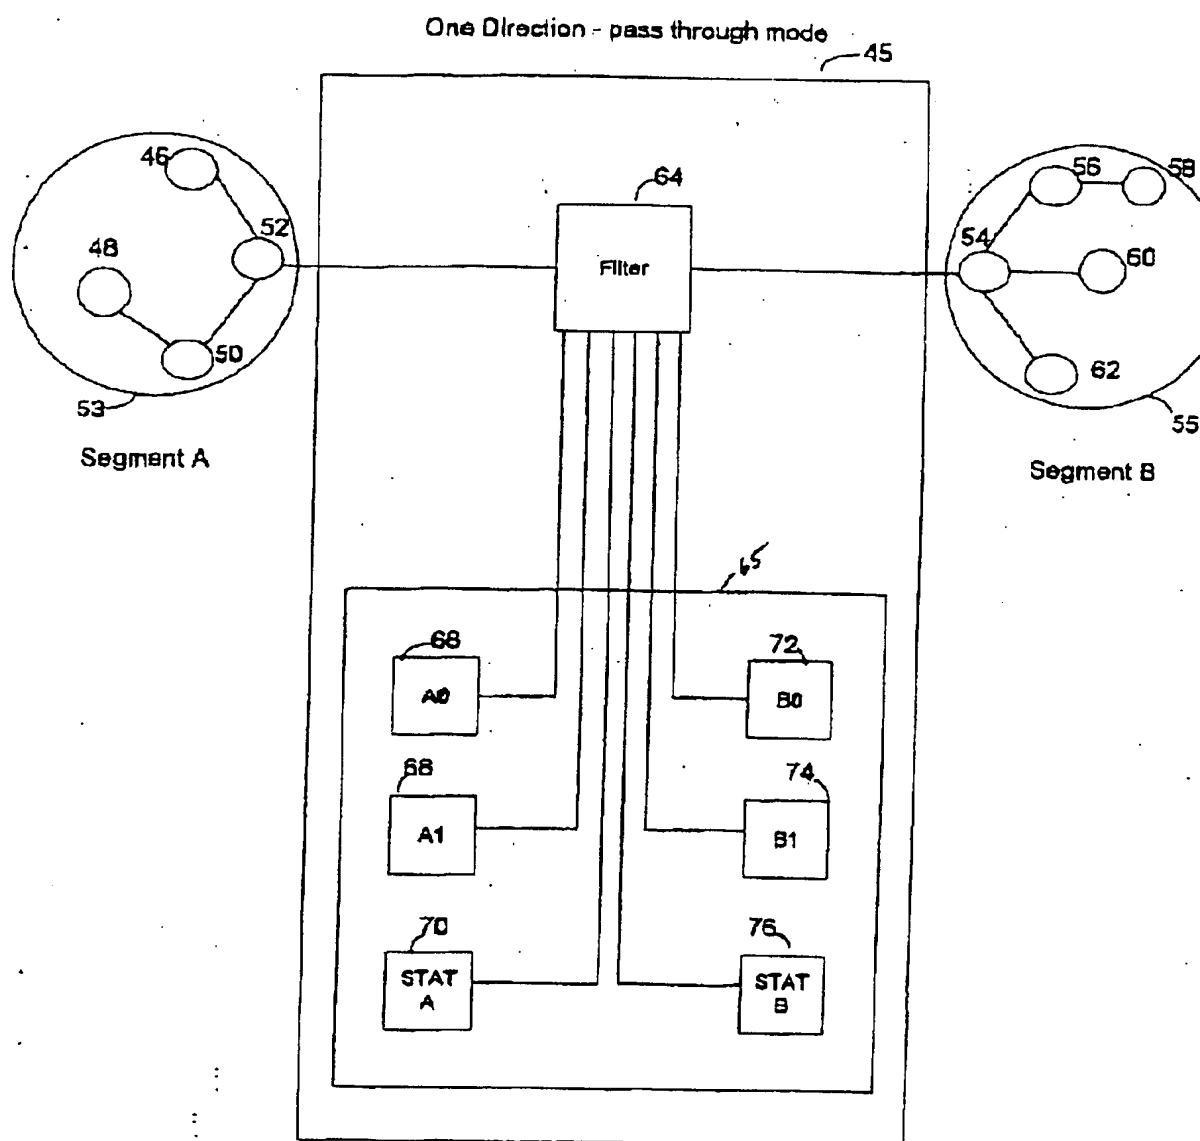 One Direction - pass through mode
45
46
52
48
50
53
Segment A
64
Filter
56
58
54
60
62
55
Segment B
65
68
A0
72
B0
68
A1
74
B1
70
STAT
A
76
STAT
B